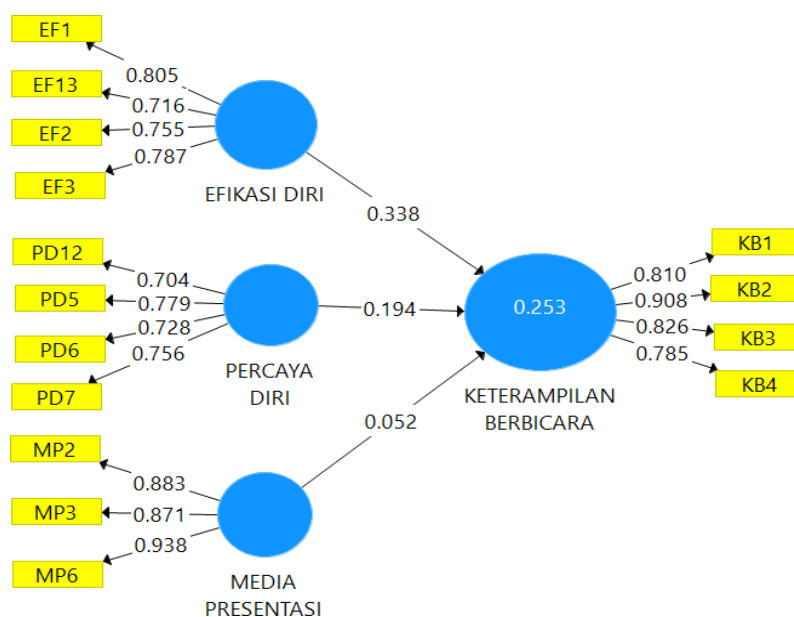 EF1
0.805
EF13
0.716
EF2
0.755
0.787
EF3
EFIKASI DIRI
0.338
PD12
0.704
PD5
0.779
0.728
PD6
0.756
PD7
PERCAYA
DIRI
0.194
MP2
0.883
MP3
0.871
0.938
MP6
MEDIA
PRESENTASI
0.052
0.253
KETERAMPILAN
BERBICARA
KB1
0.810
KB2
0.908
0.826
KB3
0.785
KB4